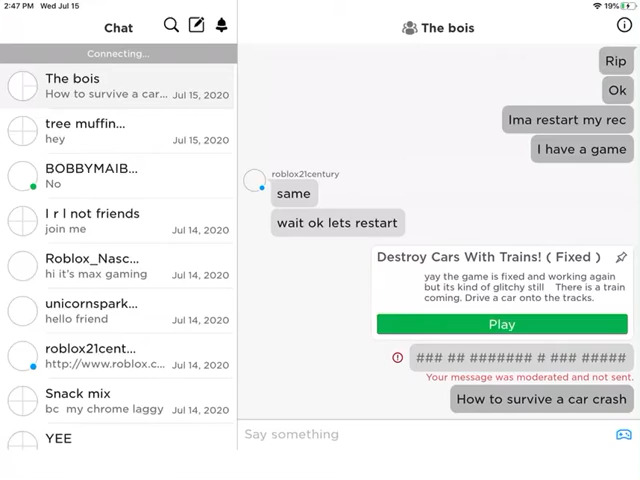 2:47 PM Wed Jul 15
19%
Chat
Connecting...
The bois
How to survive a car... Jul 15, 2020
tree muffin...
hey Jul 15, 2020
BOBBYMAIB...
No Jul 14, 2020
I r l not friends
join me Jul 14, 2020
Roblox_Nasc...
hi it's max gaming Jul 14, 2020
unicornspark...
hello friend Jul 14, 2020
roblox21cent...
http://www.roblox.c... Jul 14, 2020
Snack mix
bc my chrome laggy Jul 14, 2020
YEE
The bois
Rip
Ok
Ima restart my rec
I have a game
roblox21century
same
wait ok lets restart
Destroy Cars With Trains! ( Fixed )
yay the game is fixed and working again
but its kind of glitchy still There is a train
coming. Drive a car onto the tracks.
Play
### ## ####### # ### #####
Your message was moderated and not sent.
How to survive a car crash
Say something